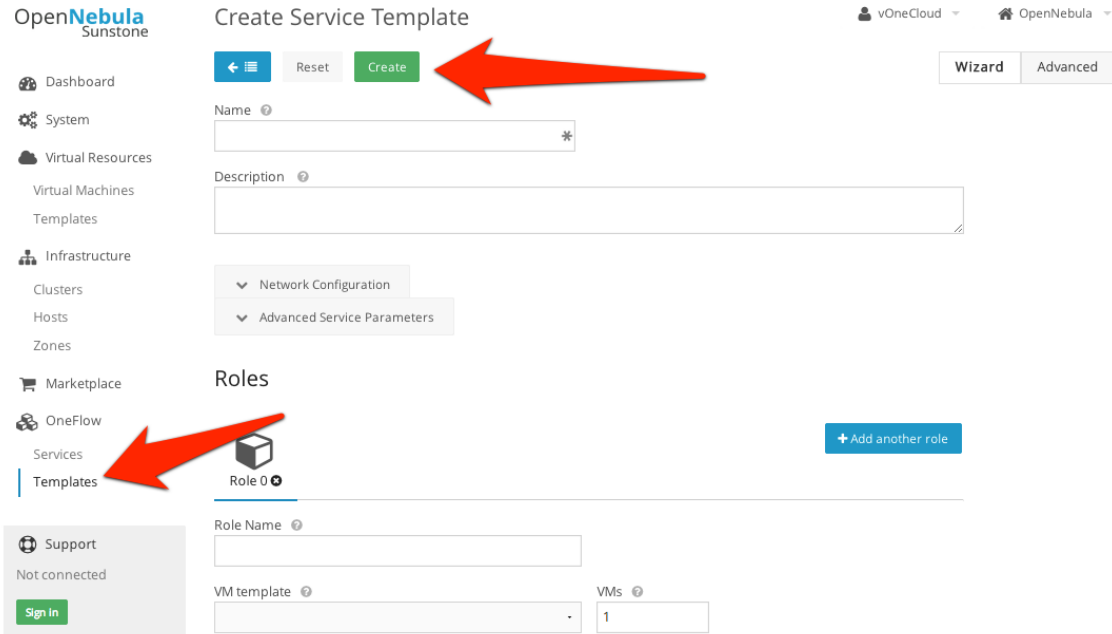 OpenNebula
Sunstone
Dashboard
System
Virtual Resources
Virtual Machines
Templates
Infrastructure
Clusters
Hosts
Zones
Marketplace
OneFlow
Services
Templates
Support
Not connected
Sign in
Create Service Template
vOneCloud
OpenNebula
Reset
Create
Wizard
Advanced
Name
Description
Network Configuration
Advanced Service Parameters
Roles
+ Add another role
Role 0
Role Name
VM template
VMs
1